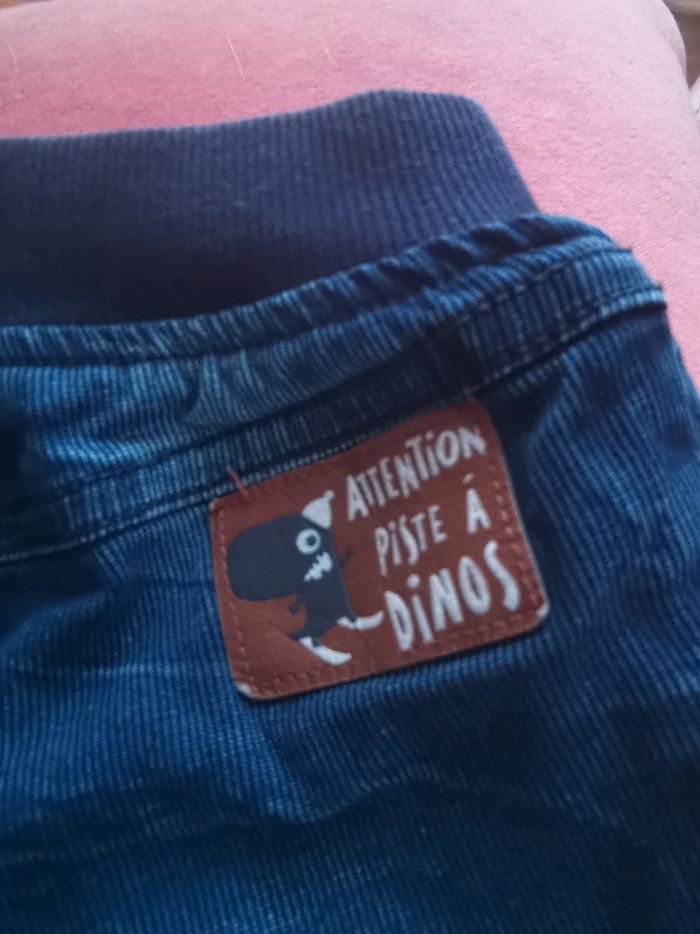 ATTENTiON
PiSTE Á
DiNOS